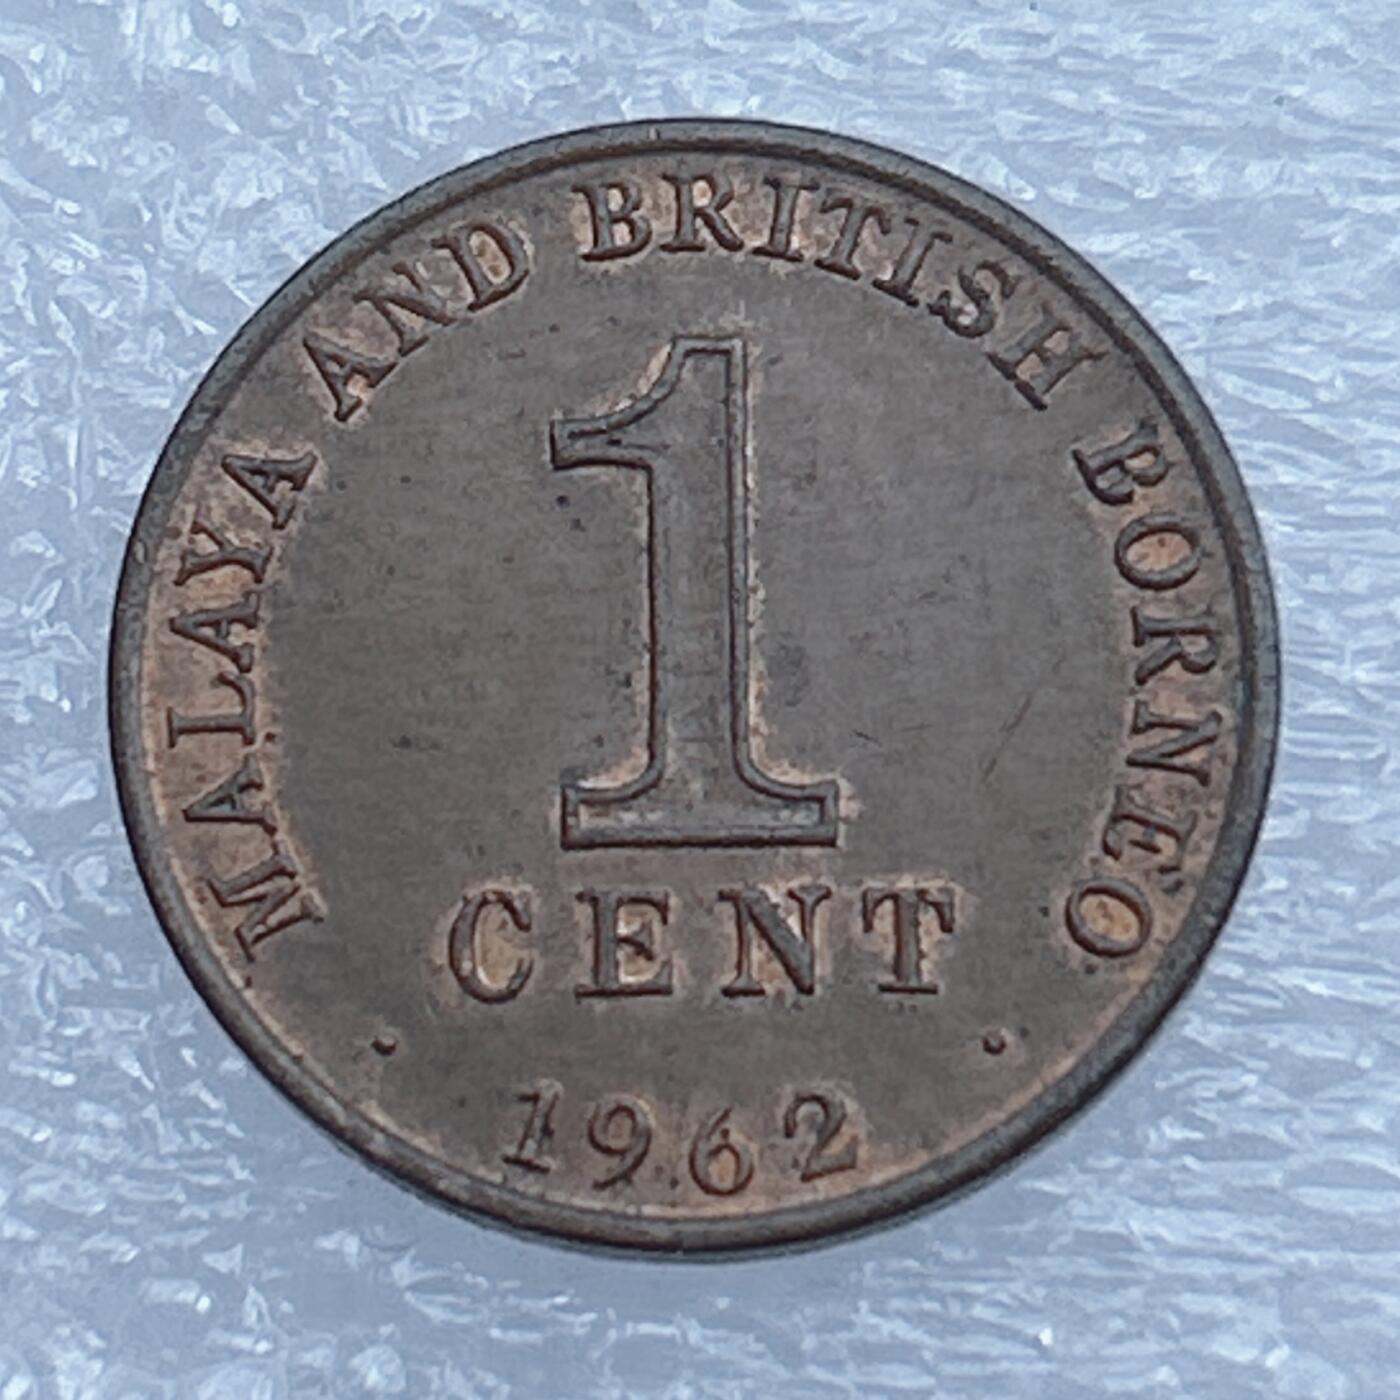 MALAYA AND BRITISH BORNEO
1
CENT
• 1962 •